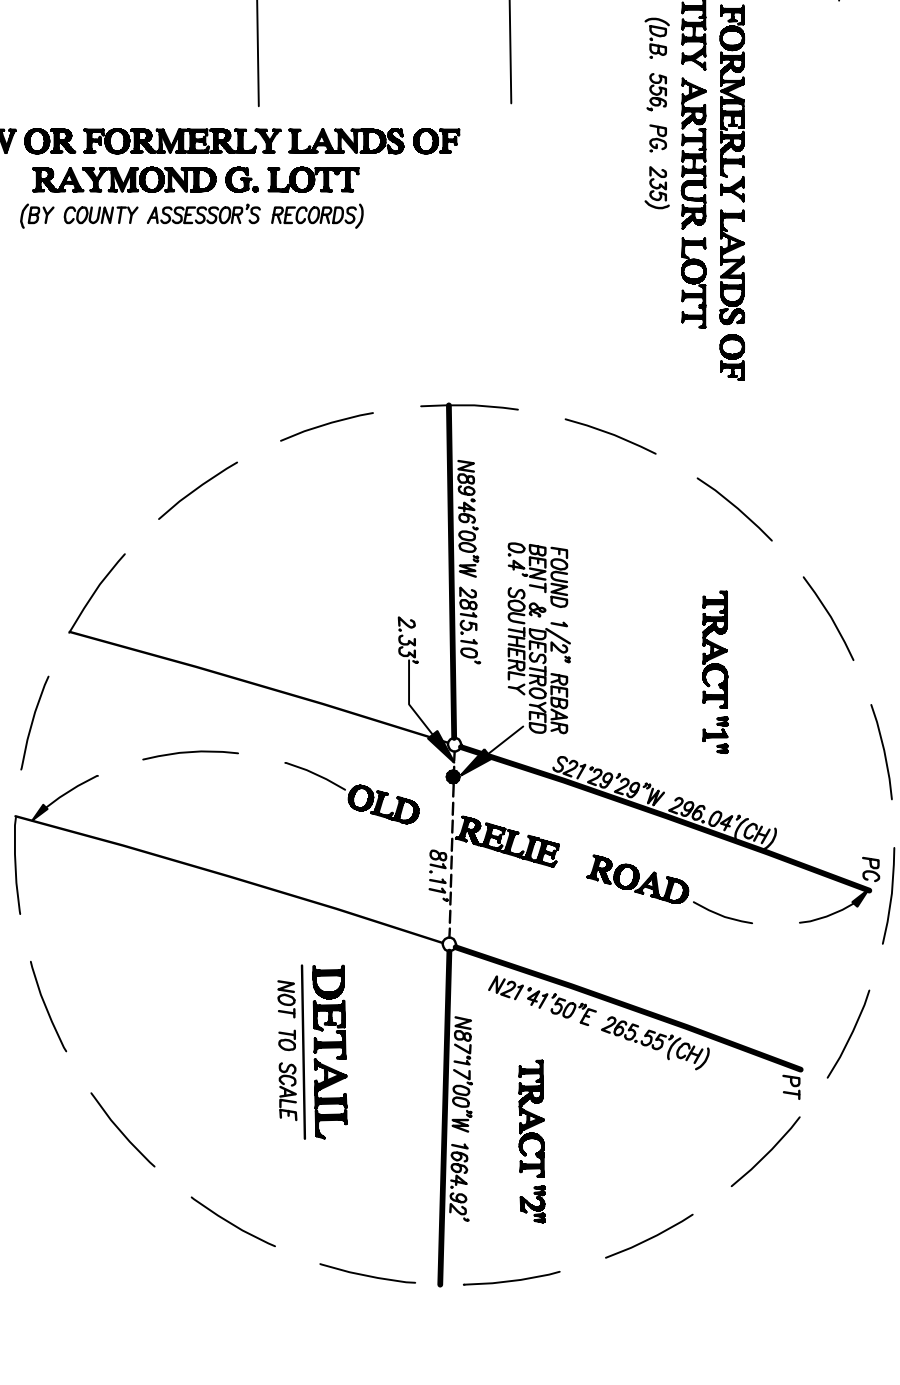 W OR FORMERLY LANDS OF
RAYMOND G. LOTT
(BY COUNTY ASSESSOR'S RECORDS)
FORMERLY LANDS OF
THY ARTHUR LOTT
(D.B. 556, PG. 235)
N89°46'00"W 2815.10'
FOUND 1/2" REBAR
BENT & DESTROYED
0.4' SOUTHERLY
2.33'
TRACT "1"
S21°29'29"W 296.04'(CH)
PC
OLD RELIE ROAD
81.11'
N21°41'50"E 265.55'(CH)
PT
TRACT "2"
N87°17'00"W 1664.92'
DETAIL
NOT TO SCALE